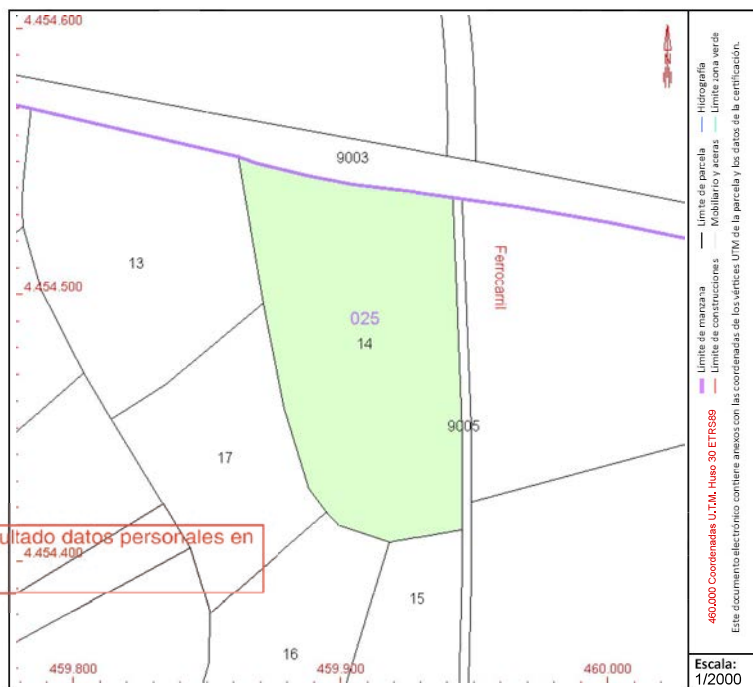 4.454.600
9003
13
4.454.500
Ferrocarril
025
14
9005
17
ultado datos personales en
4.454.400
15
16
459.800
459.900
460.000
Límite de manzana
Límite de parcela
Hidrografía
Límite de construcciones
Mobiliario y aceras
Límite zona verde
460.000 Coordenadas U.T.M. Huso 30 ETRS89
Este documento electrónico contiene anexos con las coordenadas de los vértices UTM de la parcela y los datos de la certificación.
Escala:
1/2000